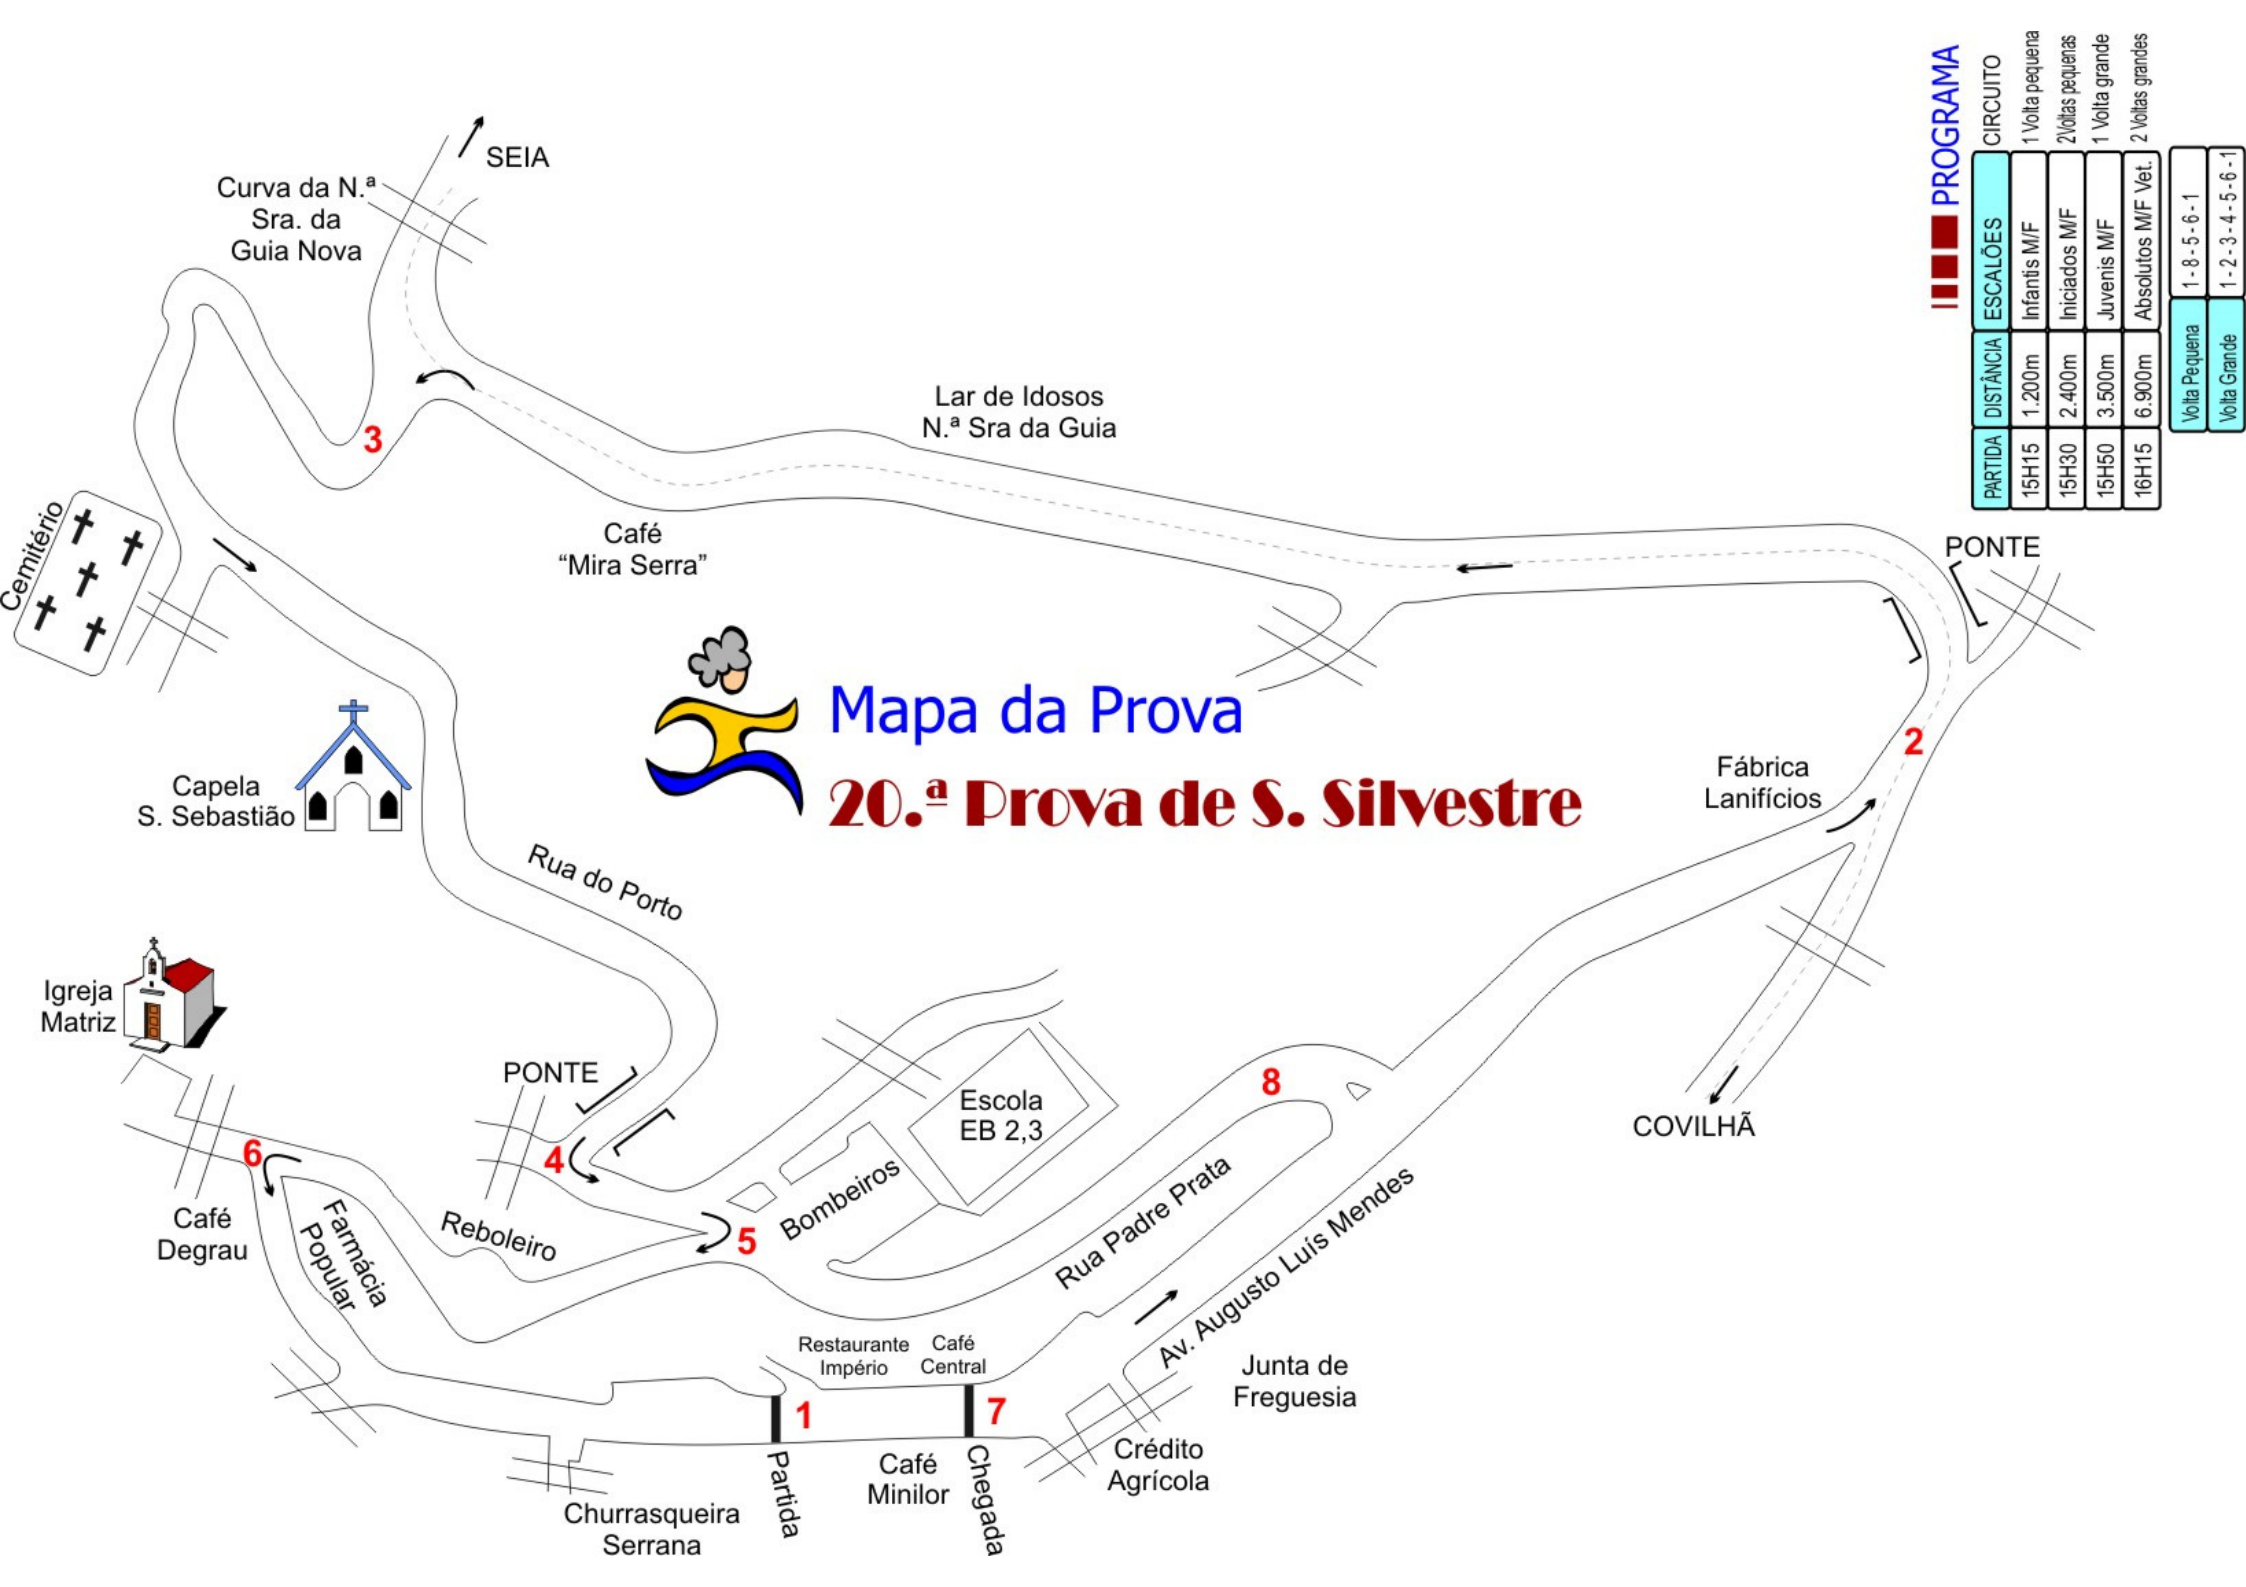 SEIA
Curva da N.ª
Sra. da
Guia Nova
3
Lar de Idosos
N.ª Sra da Guia
Café
“Mira Serra”
Cemitério
PONTE
2
Fábrica
Lanifícios
Mapa da Prova
20.ª Prova de S. Silvestre
Capela
S. Sebastião
Rua do Porto
Igreja
Matriz
PONTE
4
Escola
EB 2,3
8
COVILHÃ
6
5
Bombeiros
Rua Padre Prata
Av. Augusto Luís Mendes
Café
Degrau
Farmácia
Popular
Reboleiro
Restaurante
Império
Café
Central
1
7
Junta de
Freguesia
Crédito
Agrícola
Café
Minilor
Partida
Chegada
Churrasqueira
Serrana
PROGRAMA
PARTIDA DISTÂNCIA ESCALÕES CIRCUITO
15H15 1.200m Infantis M/F 1 Volta pequena
15H30 2.400m Iniciados M/F 2Voltas pequenas
15H50 3.500m Juvenis M/F 1 Volta grande
16H15 6.900m Absolutos M/F Vet. 2 Voltas grandes
Volta Pequena 1 - 8 - 5 - 6 - 1
Volta Grande 1 - 2 - 3 - 4 - 5 - 6 - 1